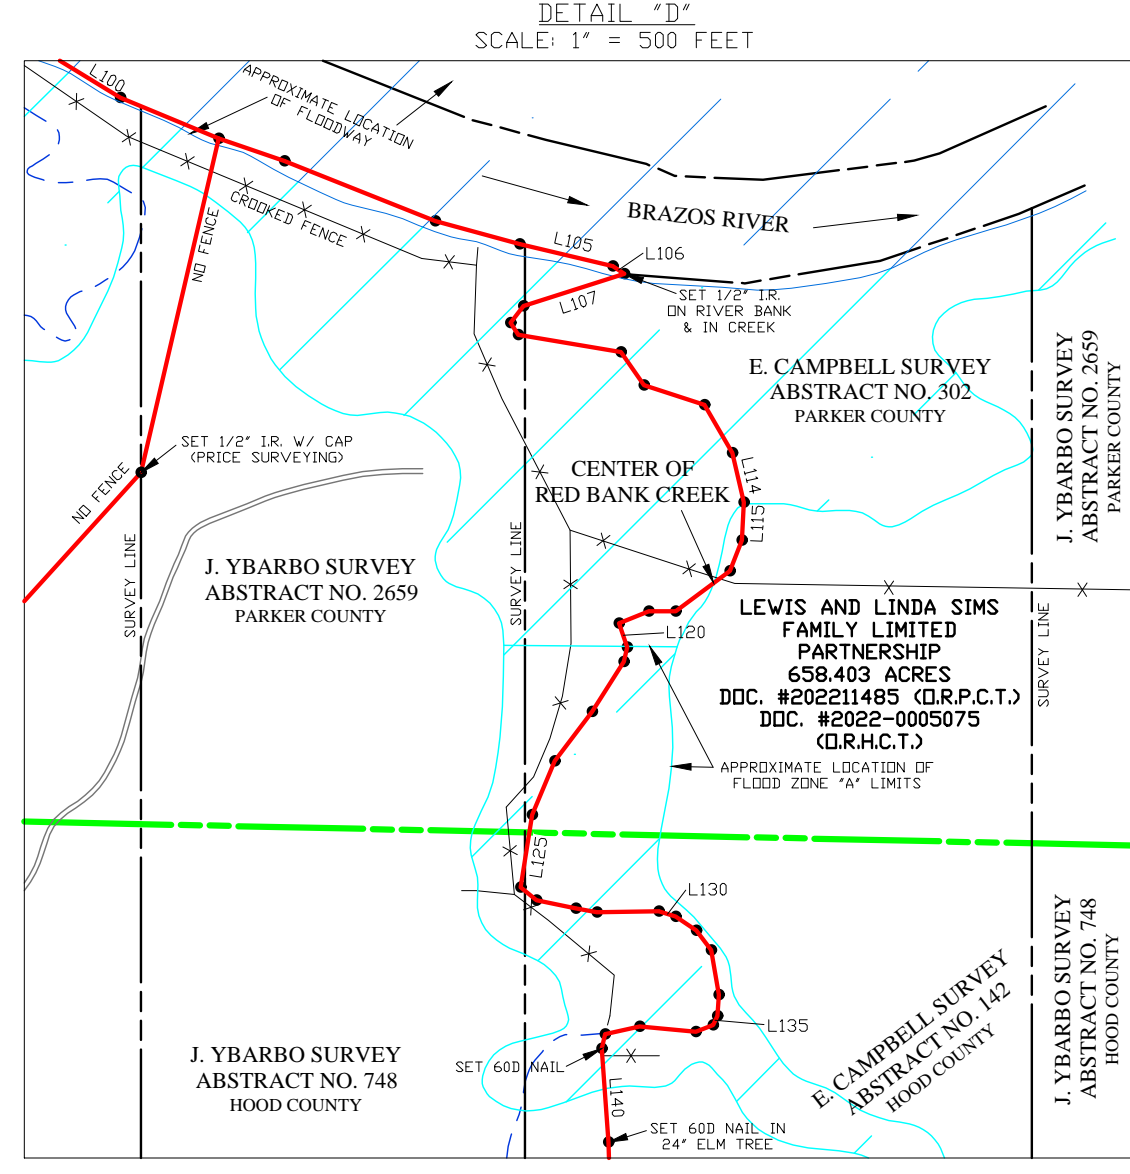 DETAIL "D"
SCALE: 1" = 500 FEET
L100
APPROXIMATE LOCATION
OF FLOODWAY
CROOKED FENCE
NO FENCE
BRAZOS RIVER
L105
L106
L107
SET 1/2" I.R.
ON RIVER BANK
& IN CREEK
E. CAMPBELL SURVEY
ABSTRACT NO. 302
PARKER COUNTY
J. YBARBO SURVEY
ABSTRACT NO. 2659
PARKER COUNTY
SET 1/2" I.R. W/ CAP
(PRICE SURVEYING)
NO FENCE
CENTER OF
RED BANK CREEK
L114
L115
SURVEY LINE
SURVEY LINE
SURVEY LINE
J. YBARBO SURVEY
ABSTRACT NO. 2659
PARKER COUNTY
L120
LEWIS AND LINDA SIMS
FAMILY LIMITED
PARTNERSHIP
658.403 ACRES
DOC. #202211485 (O.R.P.C.T.)
DOC. #2022-0005075
(O.R.H.C.T.)
APPROXIMATE LOCATION OF
FLOOD ZONE "A" LIMITS
L125
L130
L135
J. YBARBO SURVEY
ABSTRACT NO. 748
HOOD COUNTY
E. CAMPBELL SURVEY
ABSTRACT NO. 142
HOOD COUNTY
J. YBARBO SURVEY
ABSTRACT NO. 748
HOOD COUNTY
SET 60D NAIL
L140
SET 60D NAIL IN
24" ELM TREE